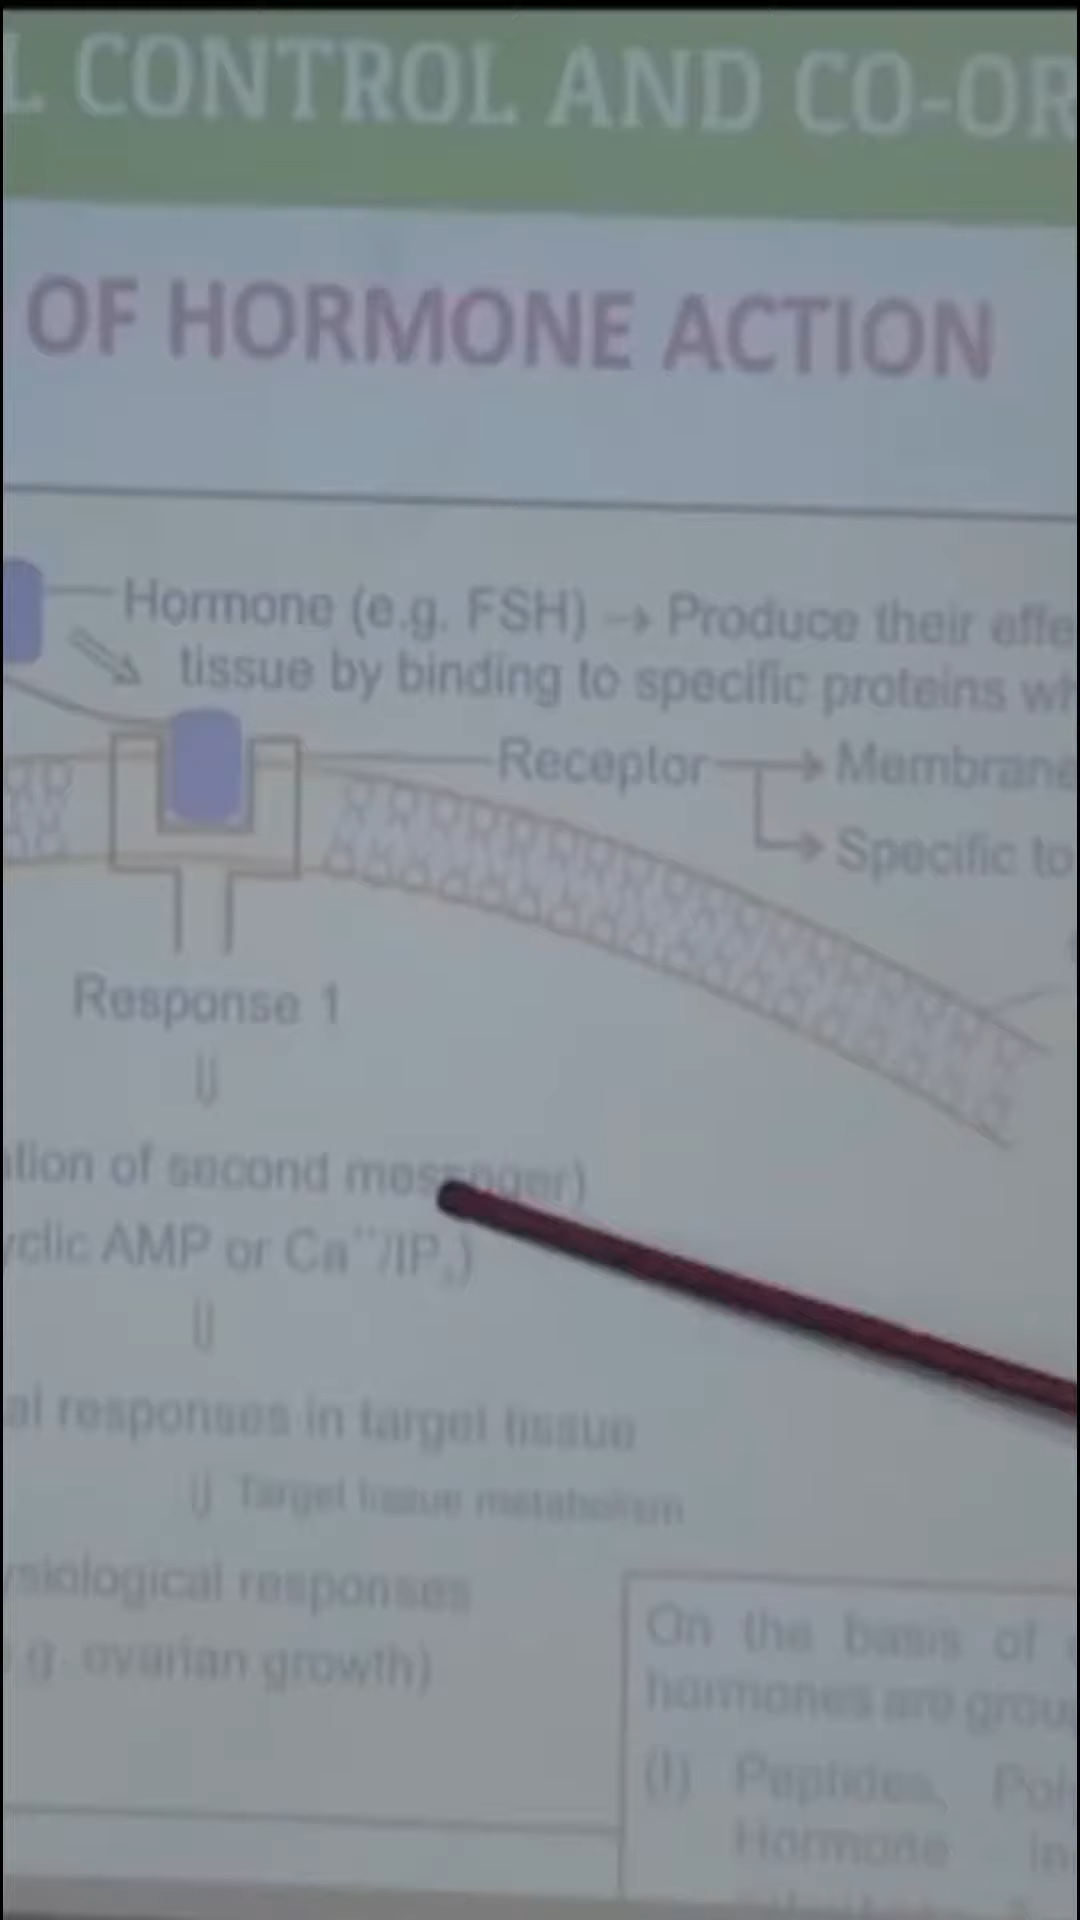 L CONTROL AND CO-OR
OF HORMONE ACTION
Hormone (e.g. FSH) → Produce their effe
tissue by binding to specific proteins wh
Receptor → Membrane
→ Specific to
Response 1
ation of second messenger)
yclic AMP or Ca⁺⁺/IP₃)
al responses in target tissue
Target tissue metabolism
ysiological responses
.g. ovarian growth)
On the basis of
hormones are grou
(I) Peptides, Pol
Hormone in